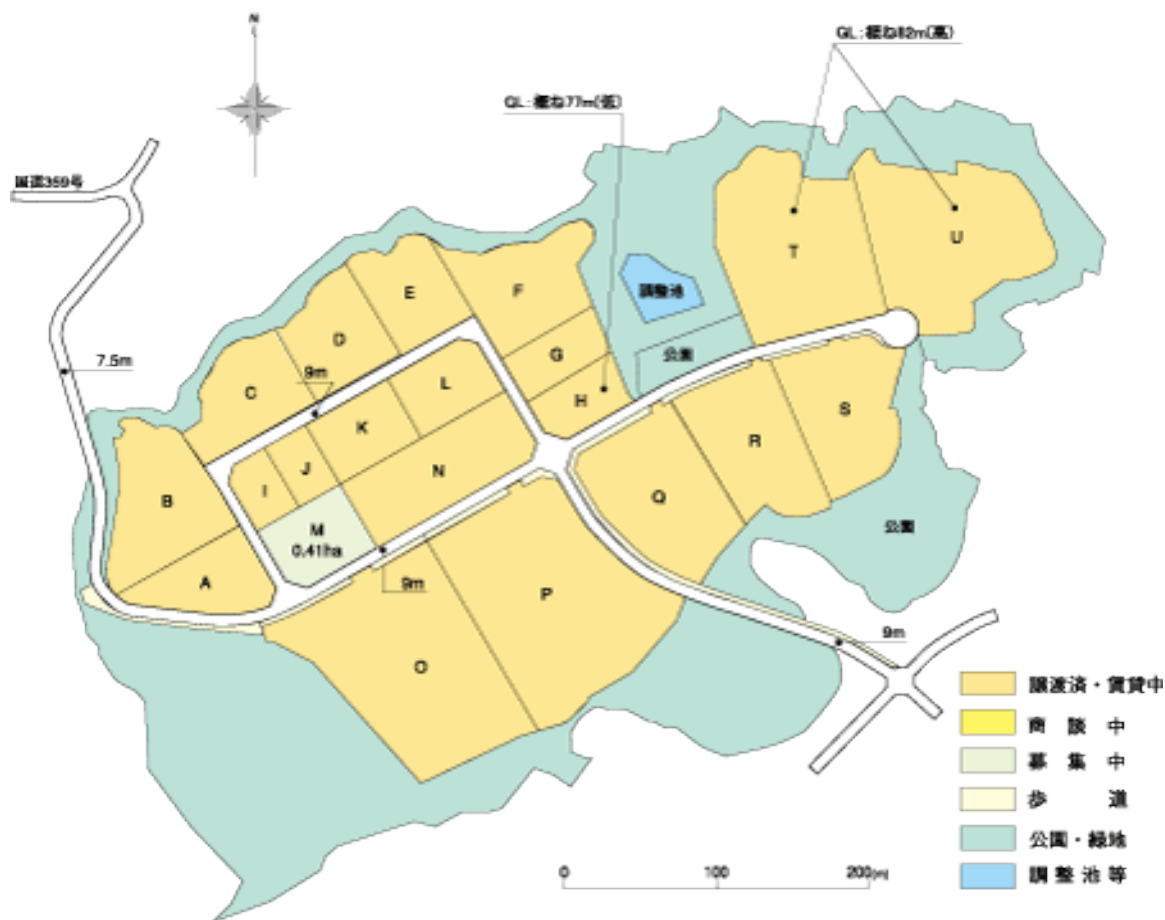 N
GL:概ね82m(高)
GL:概ね77m(低)
国道359号
T
U
E
F
調整池
D
G
公園
7.5m
9m
C
L
H
K
S
J
N
R
B
I
Q
M
0.41ha
公園
A
9m
P
O
9m
譲渡済・賃貸中
商談中
募集中
歩道
公園・緑地
調整池等
0 100 200(m)